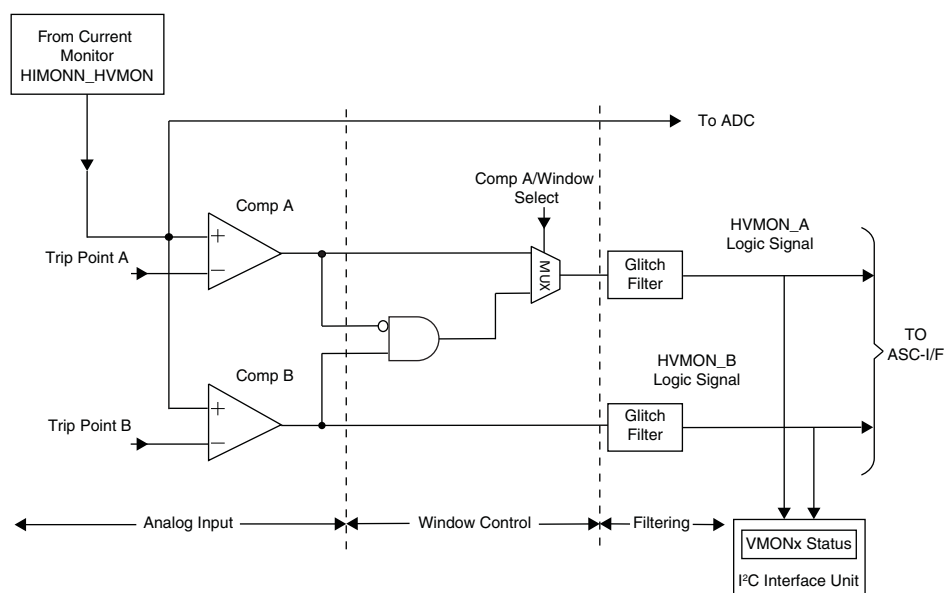 From Current
Monitor
HIMONN_HVMON
To ADC
Comp A/Window
Select
Comp A
+
−
Trip Point A
MUX
Glitch
Filter
HVMON_A
Logic Signal
TO
ASC-I/F
Comp B
+
−
Trip Point B
HVMON_B
Logic Signal
Glitch
Filter
Analog Input
Window Control
Filtering
VMONx Status
I²C Interface Unit